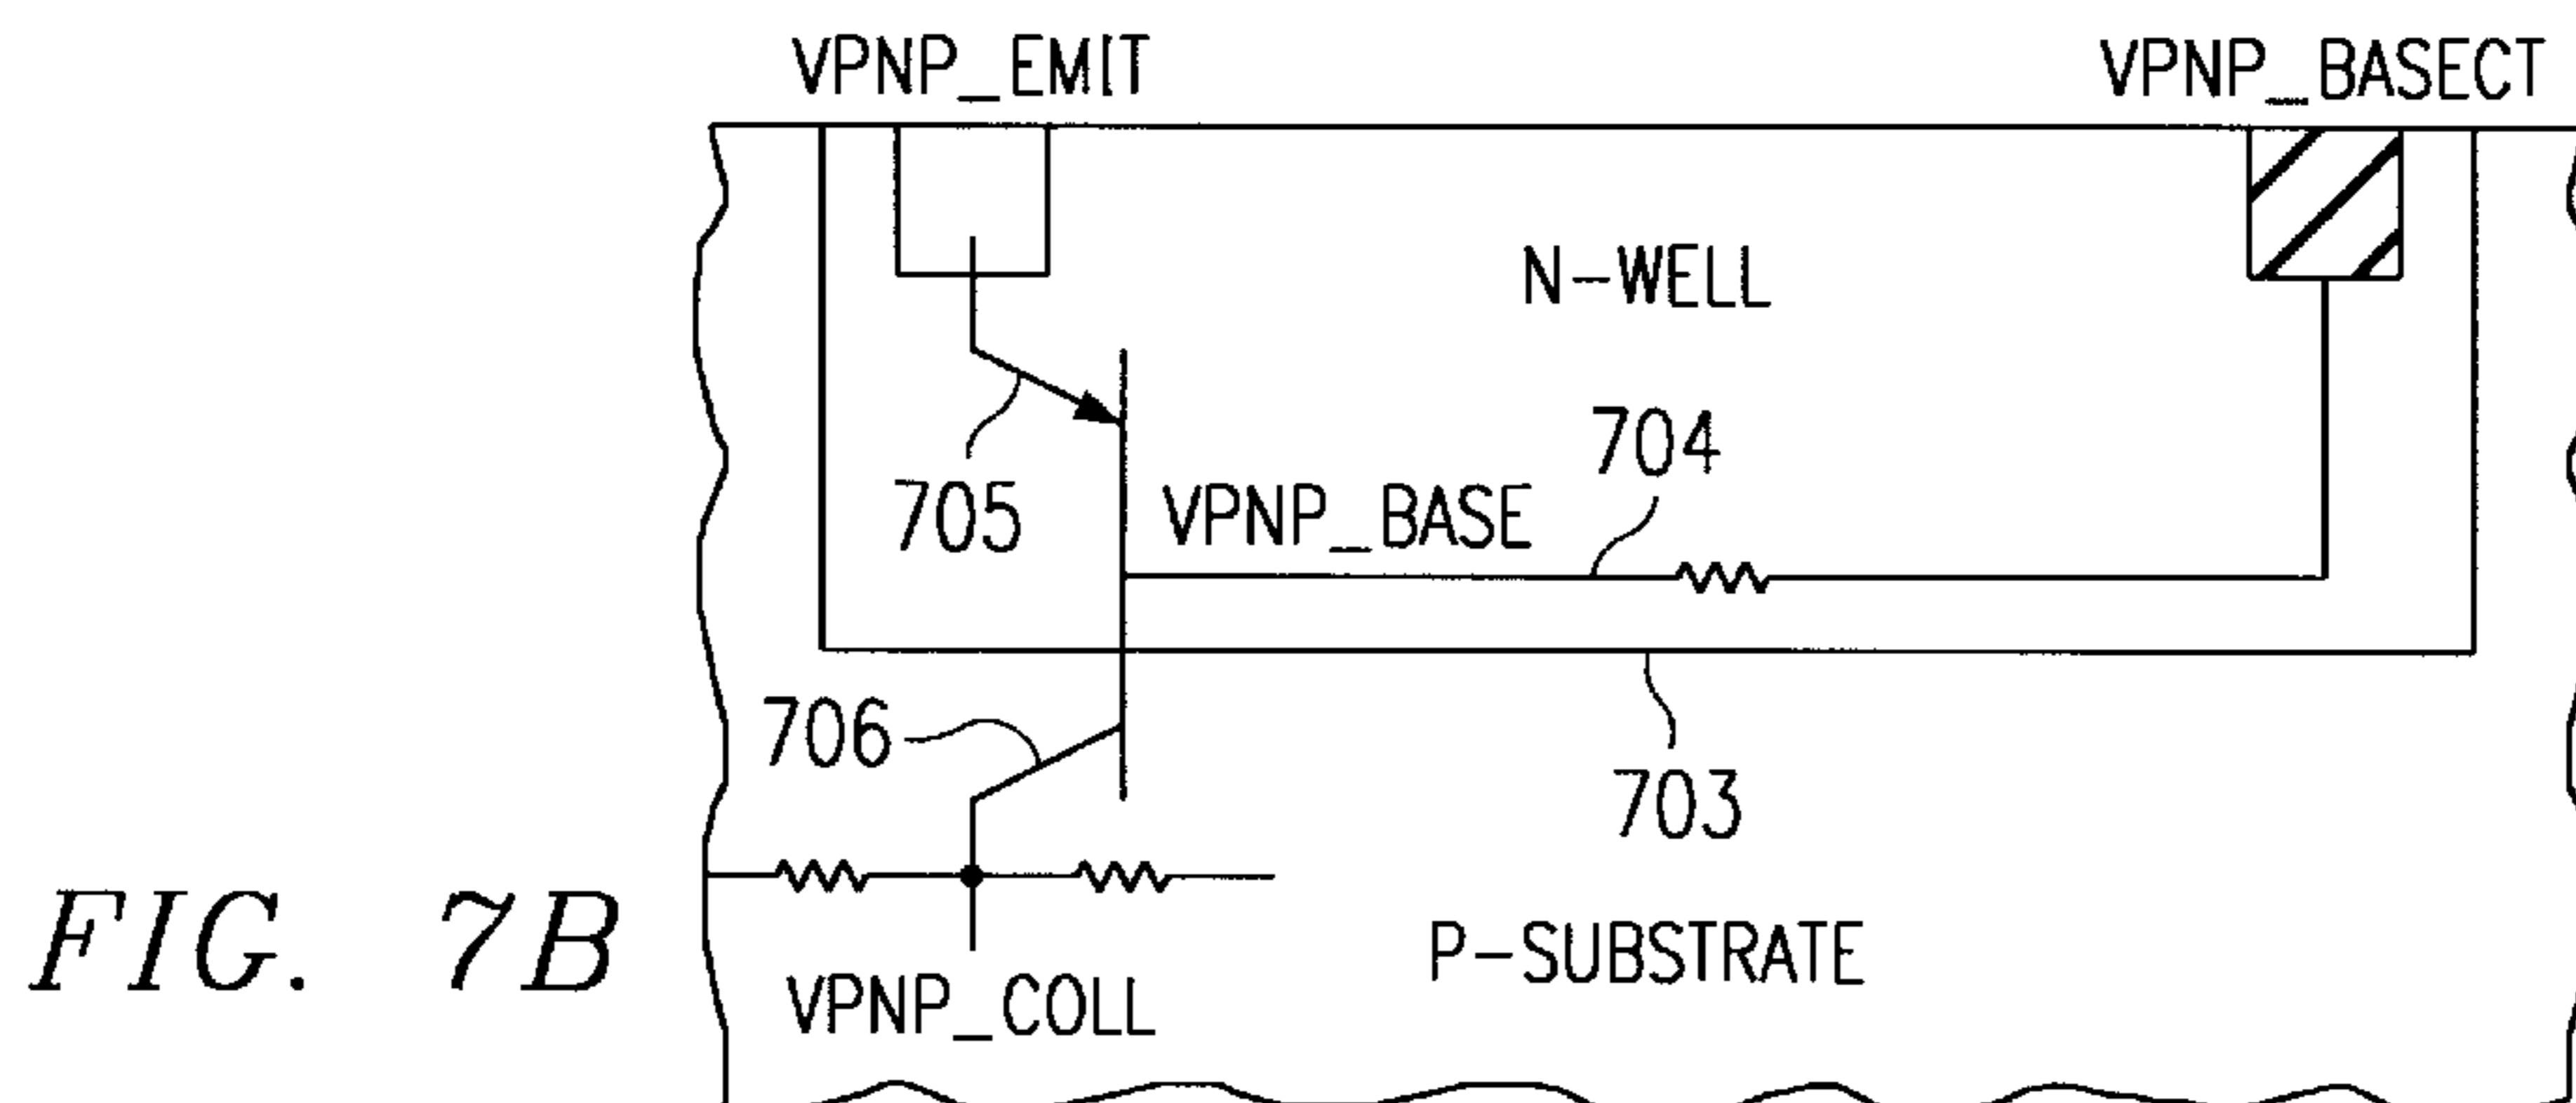 VPNP_EMIT
VPNP_BASECT
N-WELL
704
705
VPNP_BASE
706
703
FIG. 7B
P-SUBSTRATE
VPNP_COLL